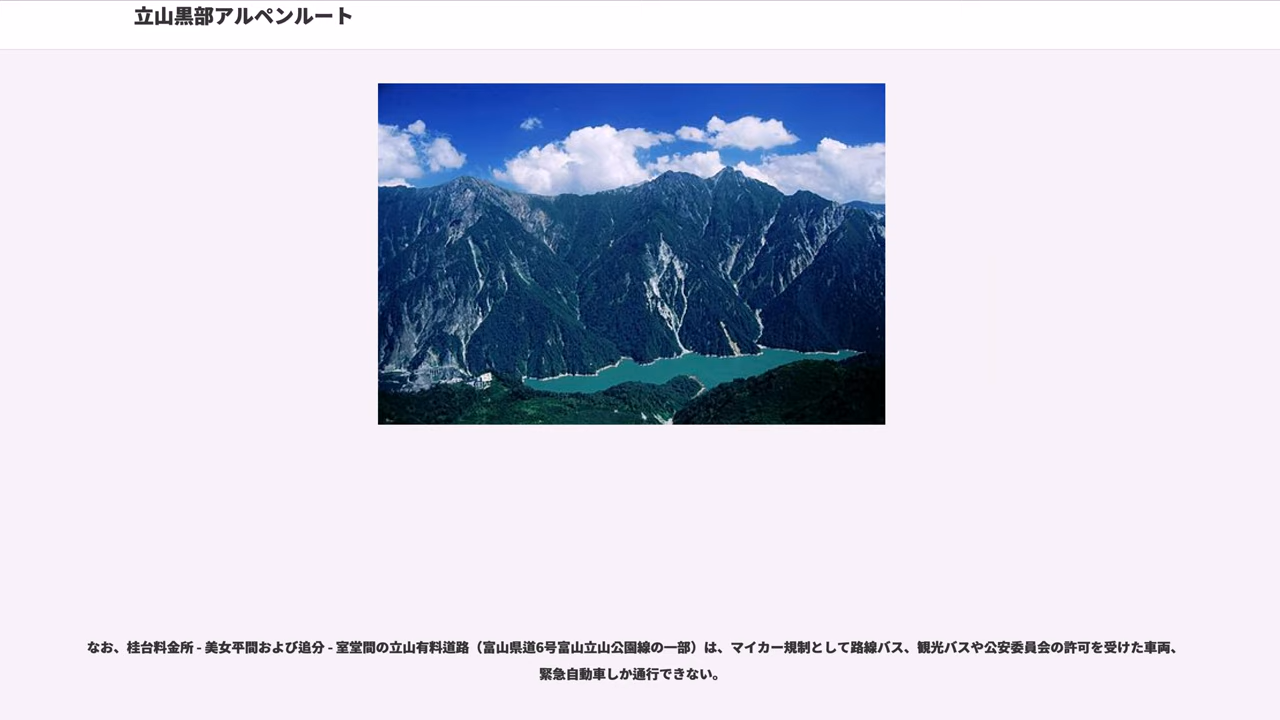 立山黒部アルペンルート
なお、桂台料金所 - 美女平間および追分 - 室堂間の立山有料道路（富山県道6号富山立山公園線の一部）は、マイカー規制として路線バス、観光バスや公安委員会の許可を受けた車両、
緊急自動車しか通行できない。